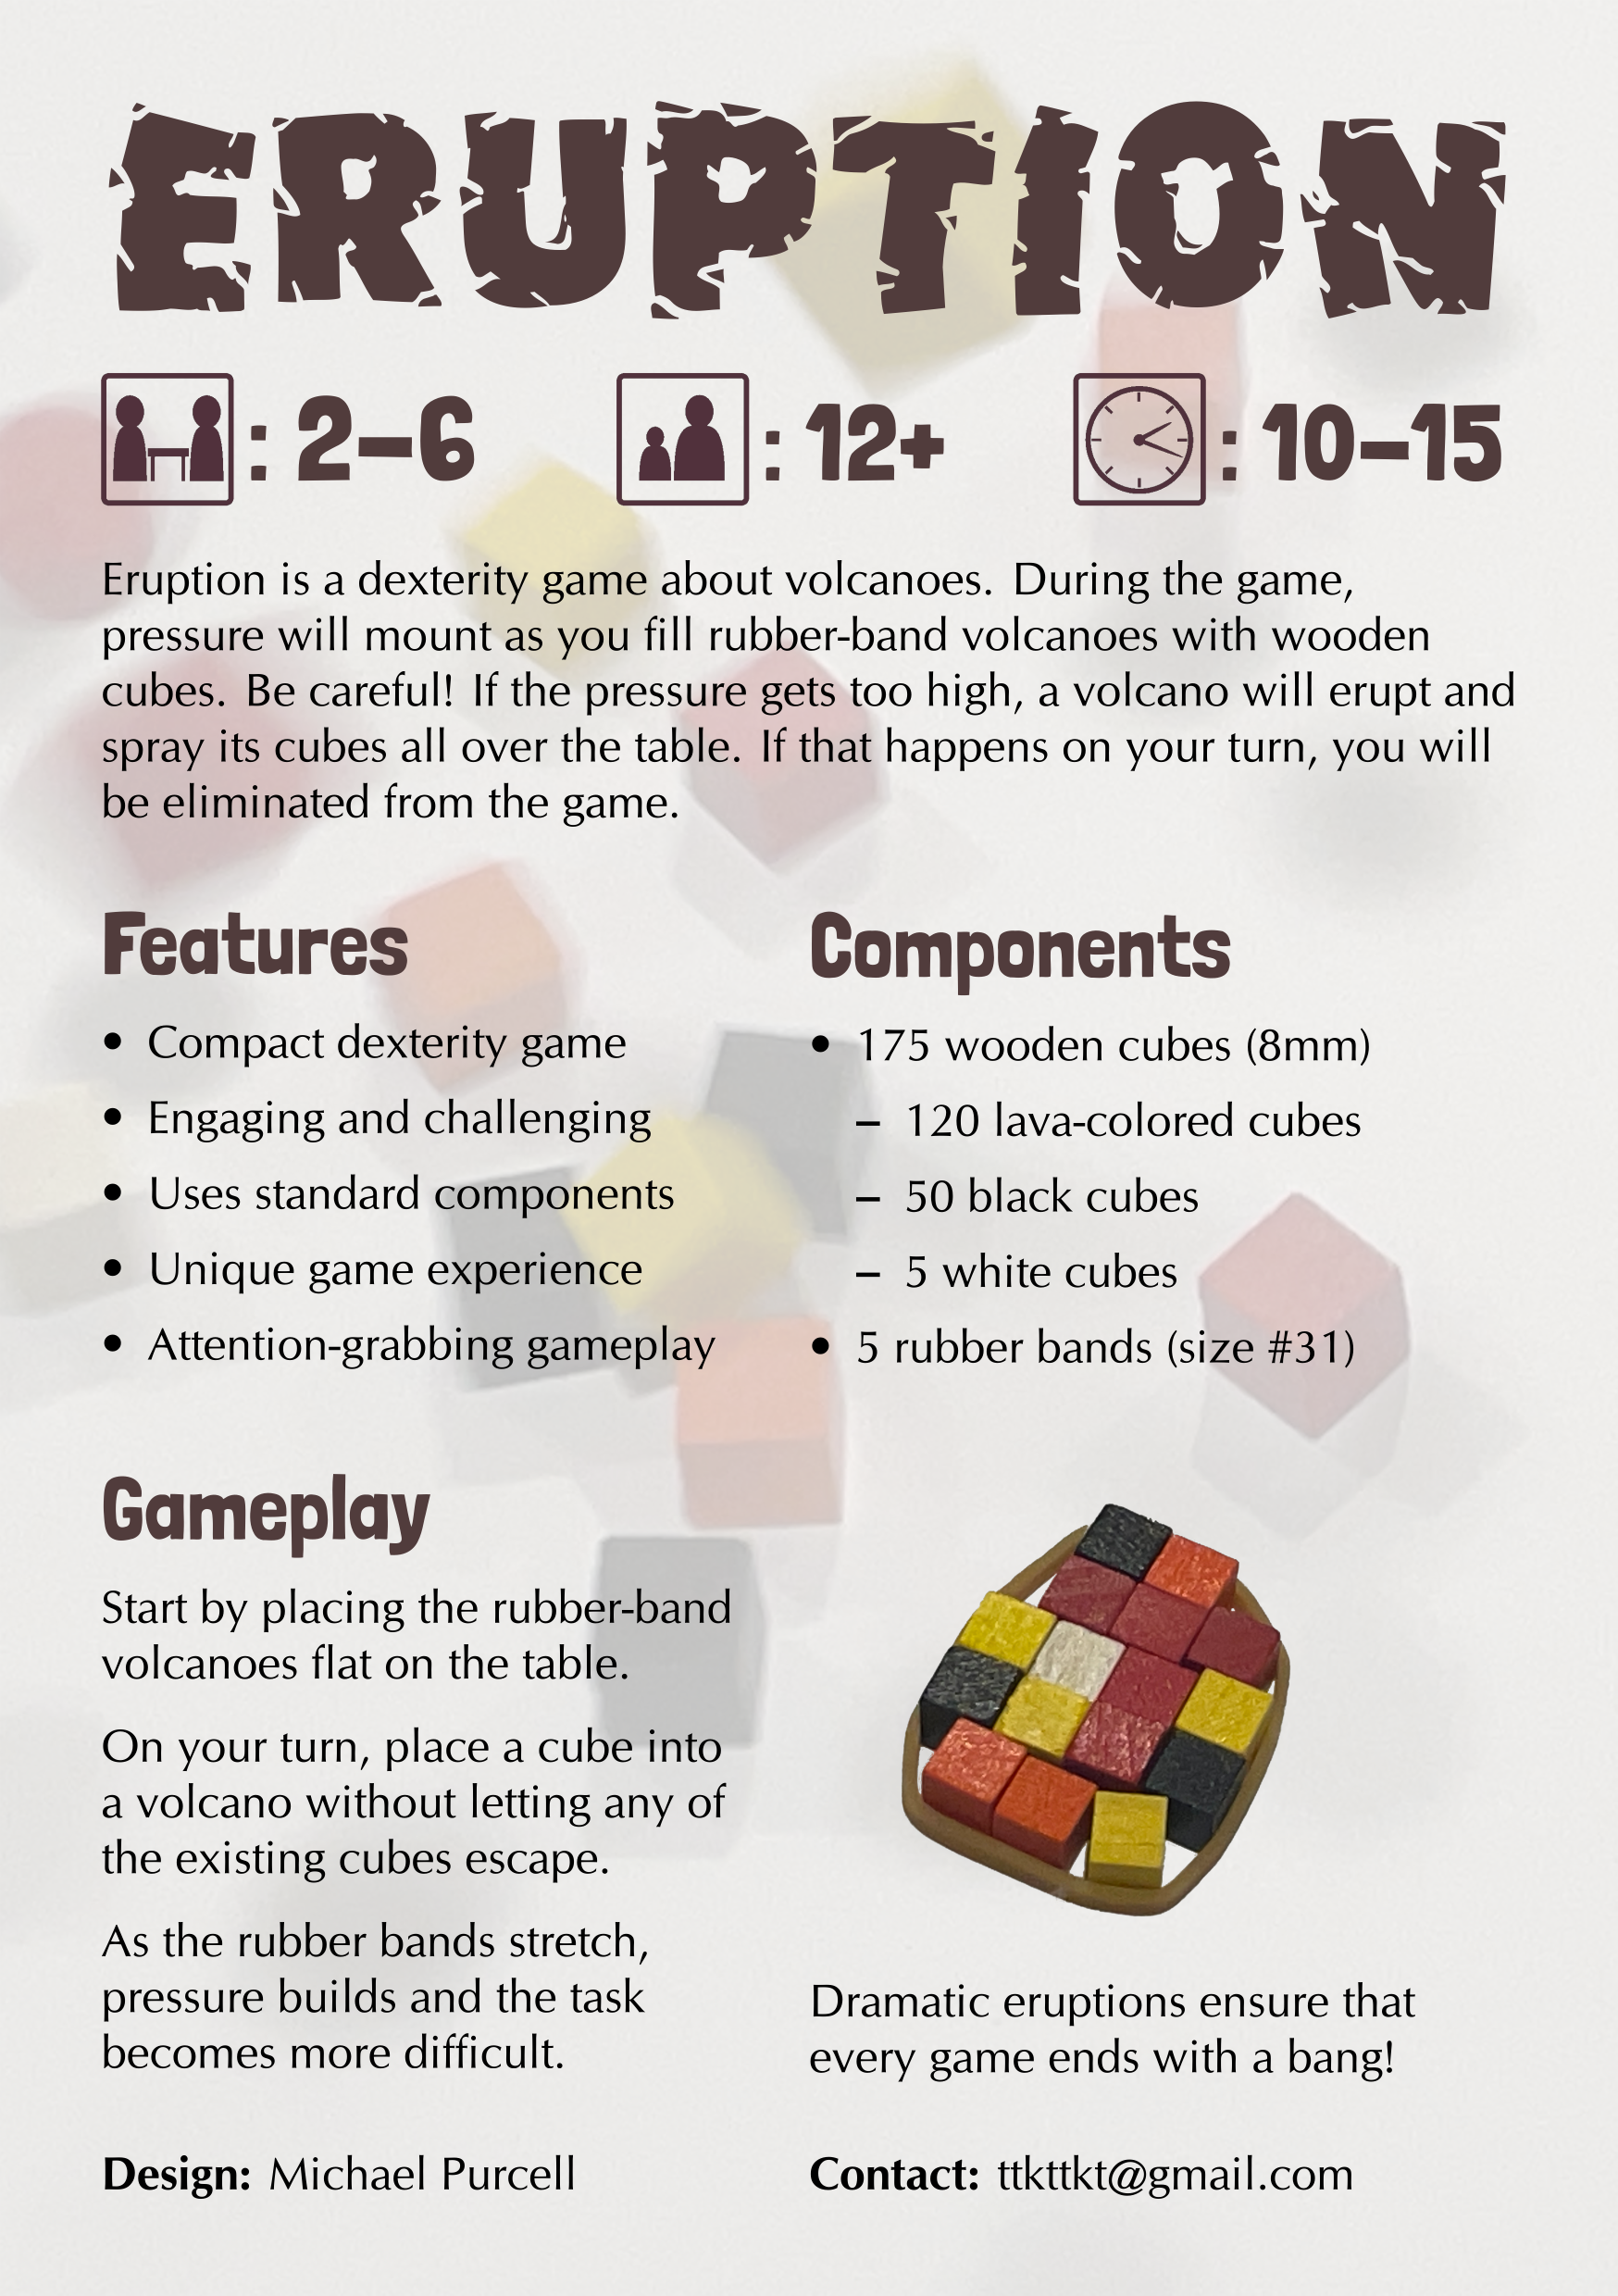 ERUPTION
: 2–6
: 12+
: 10–15
Eruption is a dexterity game about volcanoes. During the game,
pressure will mount as you fill rubber-band volcanoes with wooden
cubes. Be careful! If the pressure gets too high, a volcano will erupt and
spray its cubes all over the table. If that happens on your turn, you will
be eliminated from the game.
Features
• Compact dexterity game
• Engaging and challenging
• Uses standard components
• Unique game experience
• Attention-grabbing gameplay
Components
• 175 wooden cubes (8mm)
– 120 lava-colored cubes
– 50 black cubes
– 5 white cubes
• 5 rubber bands (size #31)
Gameplay
Start by placing the rubber-band
volcanoes flat on the table.
On your turn, place a cube into
a volcano without letting any of
the existing cubes escape.
As the rubber bands stretch,
pressure builds and the task
becomes more difficult.
Dramatic eruptions ensure that
every game ends with a bang!
Design: Michael Purcell
Contact: ttkttkt@gmail.com